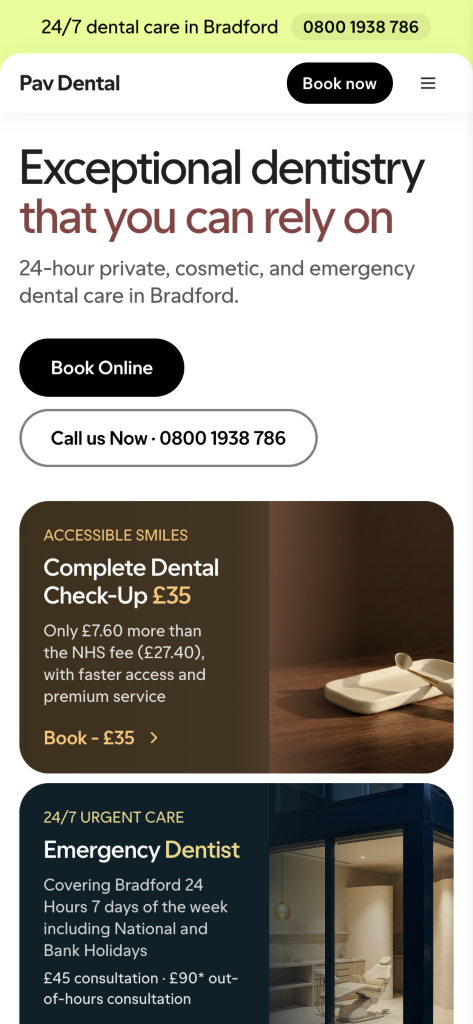 24/7 dental care in Bradford 0800 1938 786
Pav Dental Book now
Exceptional dentistry
that you can rely on
24-hour private, cosmetic, and emergency
dental care in Bradford.
Book Online
Call us Now · 0800 1938 786
ACCESSIBLE SMILES
Complete Dental
Check-Up £35
Only £7.60 more than
the NHS fee (£27.40),
with faster access and
premium service
Book - £35
24/7 URGENT CARE
Emergency Dentist
Covering Bradford 24
Hours 7 days of the week
including National and
Bank Holidays
£45 consultation · £90* out-
of-hours consultation